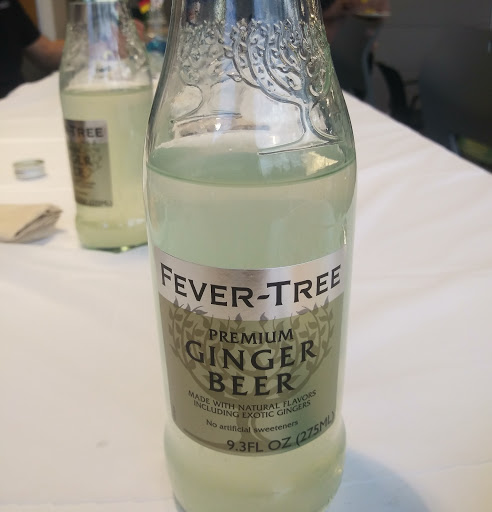 FEVER-TREE
PREMIUM
GINGER
BEER
MADE WITH NATURAL FLAVORS
INCLUDING EXOTIC GINGERS
No artificial sweeteners
9.3FL OZ (275ML)
-TREE